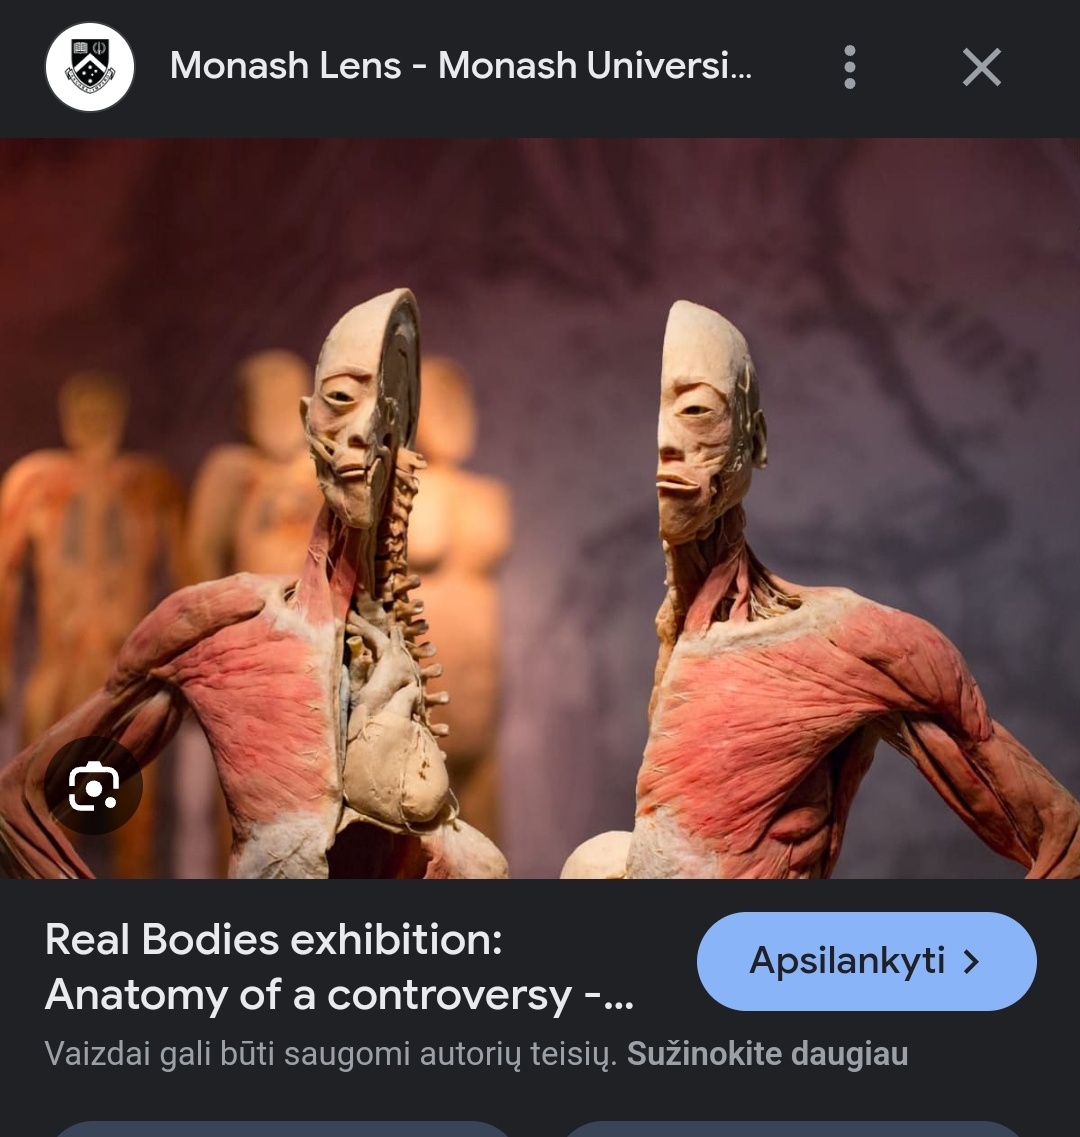 Monash Lens - Monash Universi...
Real Bodies exhibition:
Anatomy of a controversy -...
Apsilankyti
Vaizdai gali būti saugomi autorių teisių. Sužinokite daugiau